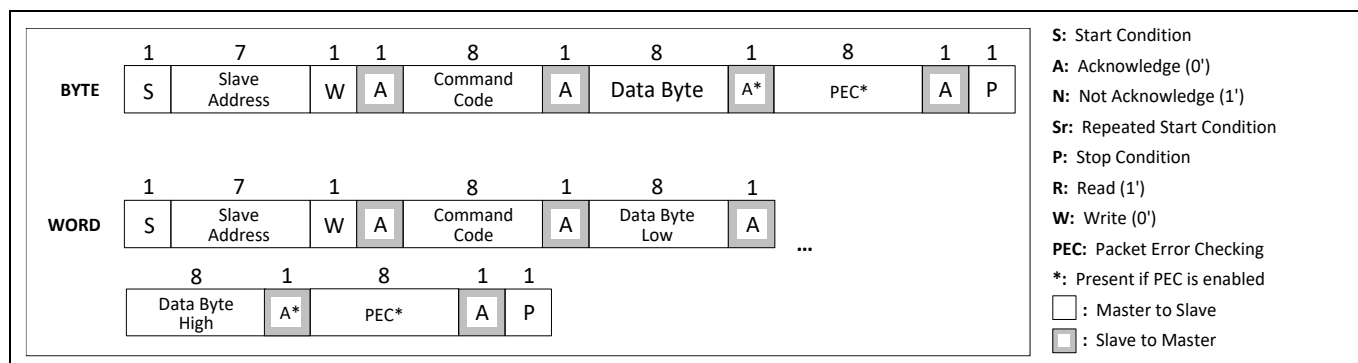 1 7 1 1 8 1 8 1 8 1 1
BYTE S Slave Address W A Command Code A Data Byte A* PEC* A P
1 7 1 8 1 8 1
WORD S Slave Address W A Command Code A Data Byte Low A ...
8 1 8 1 1
Data Byte High A* PEC* A P
S: Start Condition
A: Acknowledge (0')
N: Not Acknowledge (1')
Sr: Repeated Start Condition
P: Stop Condition
R: Read (1')
W: Write (0')
PEC: Packet Error Checking
*: Present if PEC is enabled
: Master to Slave
: Slave to Master